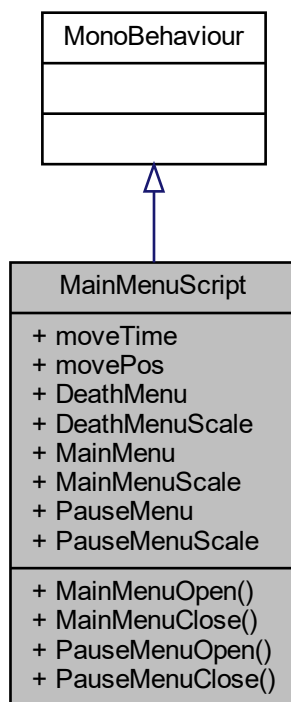 MonoBehaviour
MainMenuScript
+ moveTime
+ movePos
+ DeathMenu
+ DeathMenuScale
+ MainMenu
+ MainMenuScale
+ PauseMenu
+ PauseMenuScale
+ MainMenuOpen()
+ MainMenuClose()
+ PauseMenuOpen()
+ PauseMenuClose()